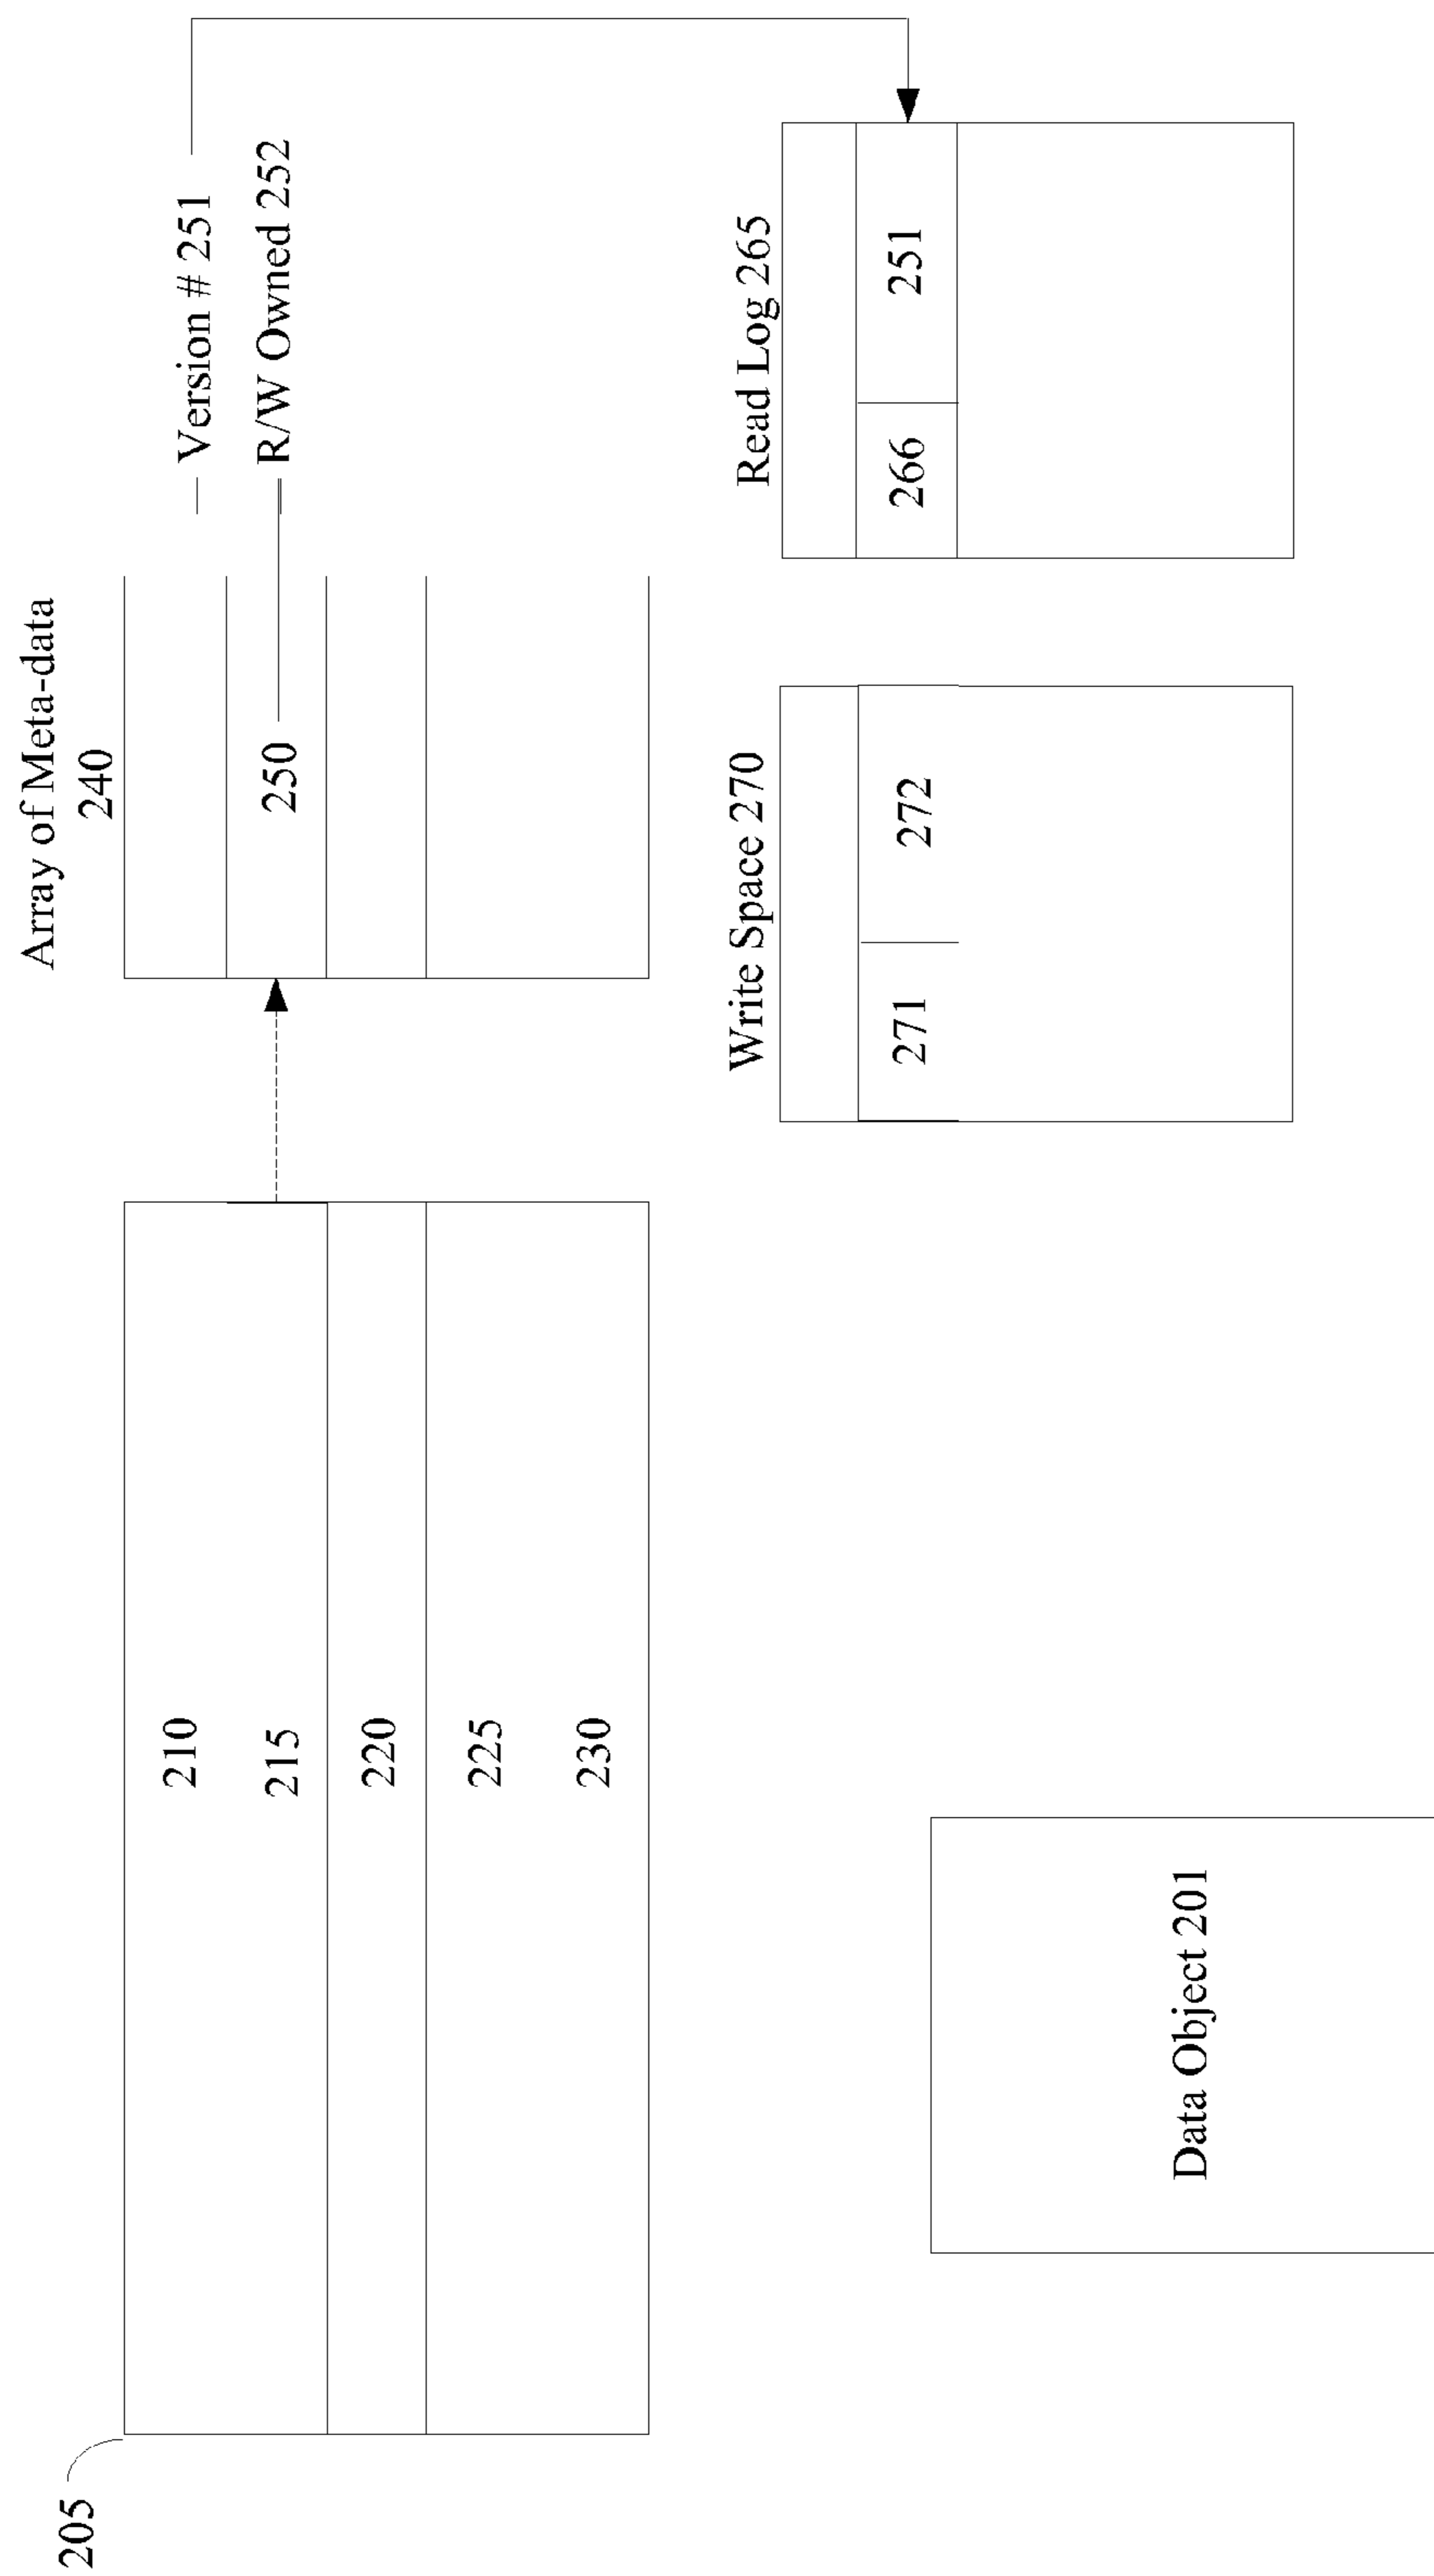 205
210
215
220
225
230
Array of Meta-data
240
250
Version # 251
R/W Owned 252
Data Object 201
Write Space 270
271
272
Read Log 265
266
251